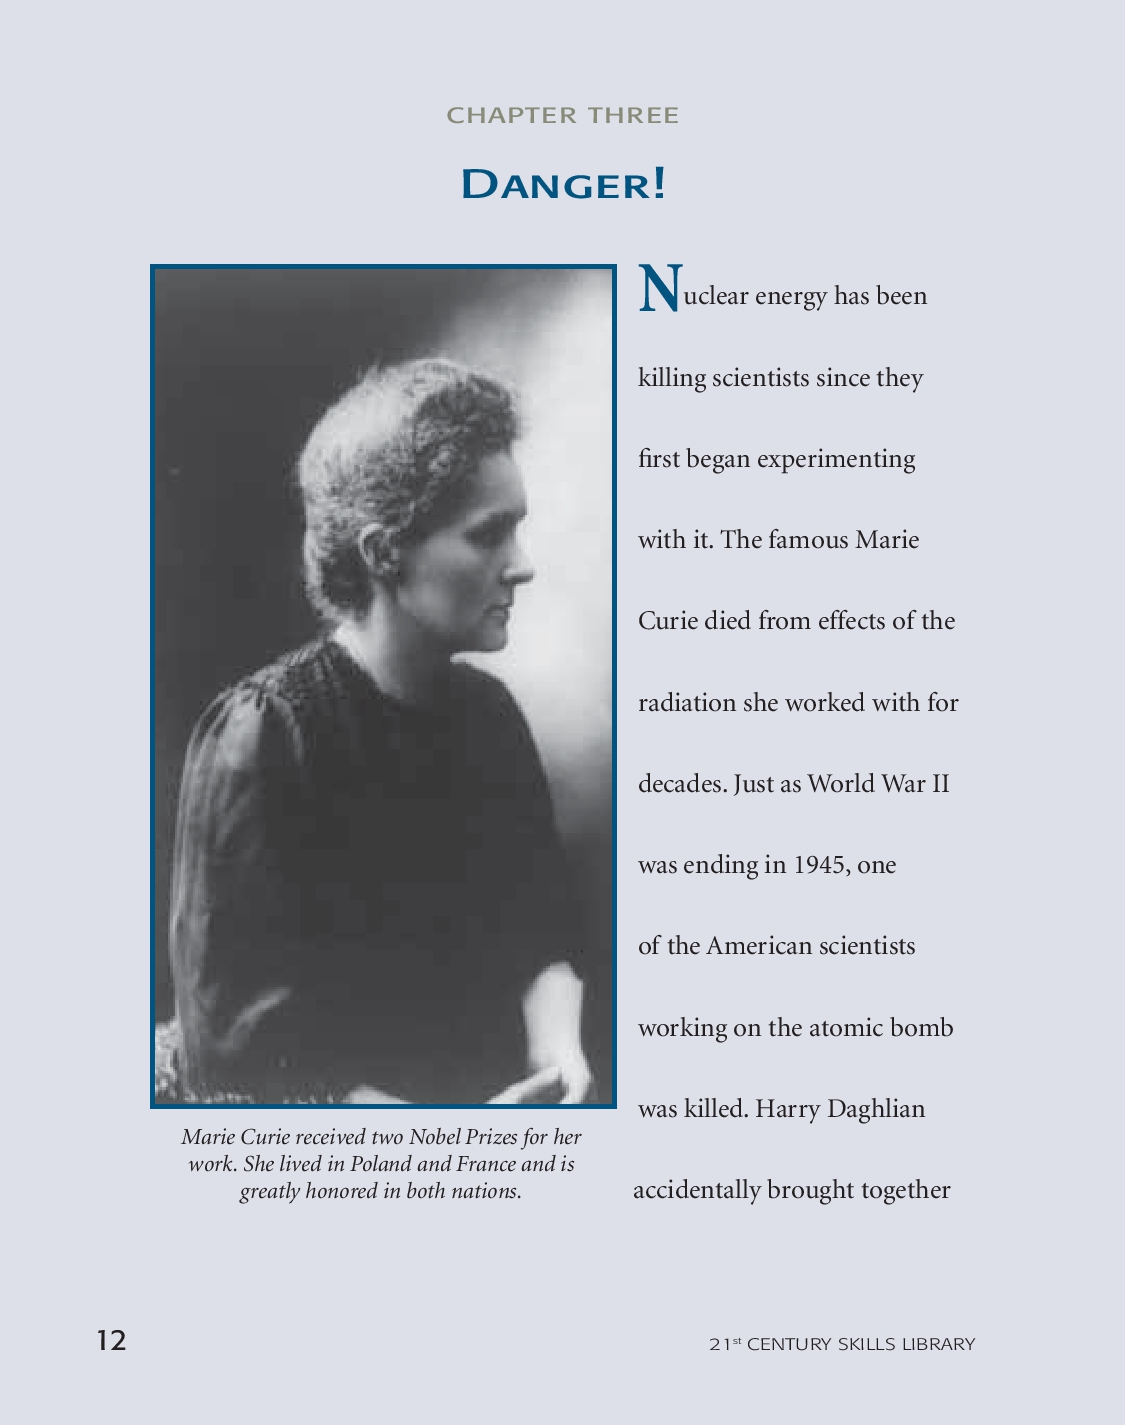 CHAPTER THREE
DANGER!
Nuclear energy has been
killing scientists since they
first began experimenting
with it. The famous Marie
Curie died from effects of the
radiation she worked with for
decades. Just as World War II
was ending in 1945, one
of the American scientists
working on the atomic bomb
was killed. Harry Daghlian
accidentally brought together
Marie Curie received two Nobel Prizes for her
work. She lived in Poland and France and is
greatly honored in both nations.
12
21st CENTURY SKILLS LIBRARY